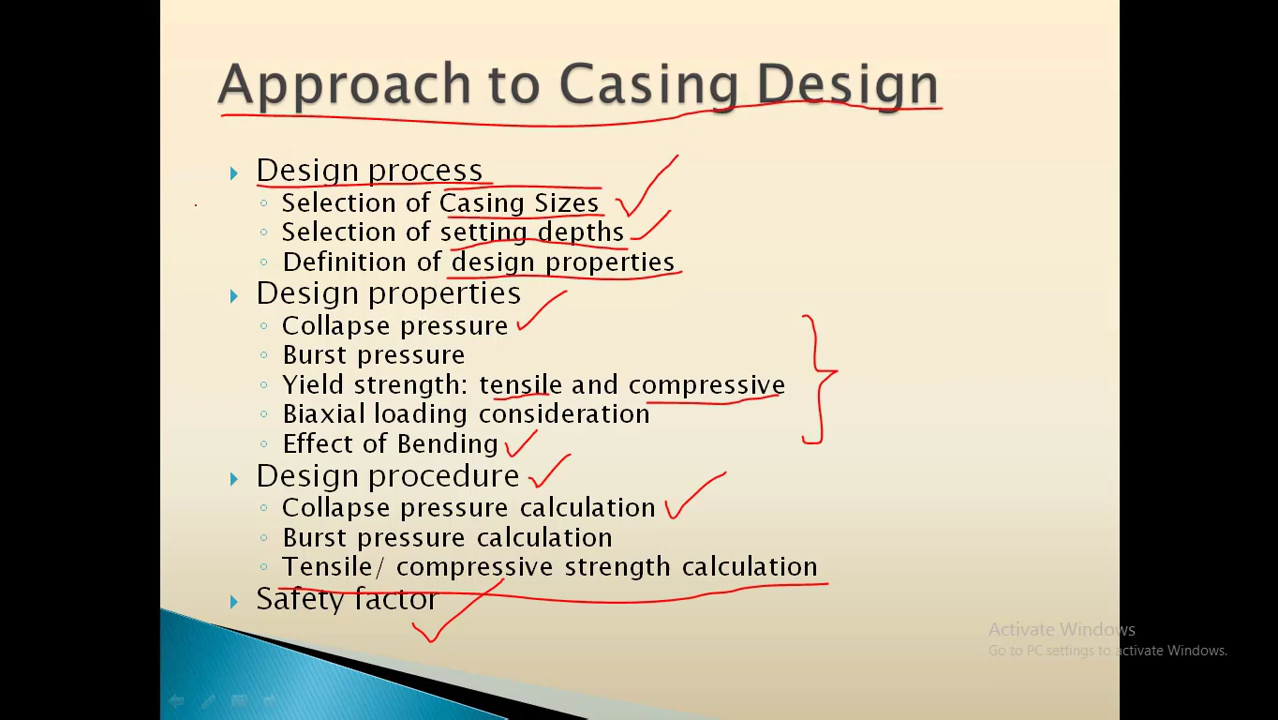 Approach to Casing Design
Design process
Selection of Casing Sizes
Selection of setting depths
Definition of design properties
Design properties
Collapse pressure
Burst pressure
Yield strength: tensile and compressive
Biaxial loading consideration
Effect of Bending
Design procedure
Collapse pressure calculation
Burst pressure calculation
Tensile/ compressive strength calculation
Safety factor
Activate Windows
Go to PC settings to activate Windows.